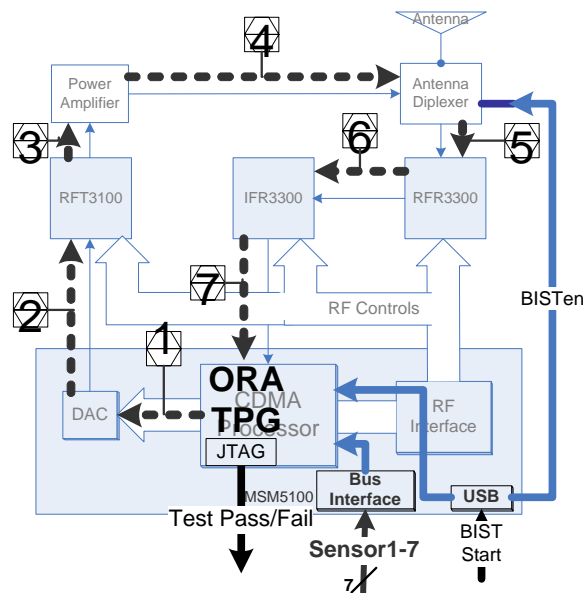 Antenna
4
Power
Amplifier
Antenna
Diplexer
3
6
5
RFT3100
IFR3300
RFR3300
2
7
BISTen
RF Controls
1
ORA
TPG
CDMA
Processor
DAC
RF
Interface
JTAG
MSM5100
Bus
Interface
USB
Test Pass/Fail
Sensor1-7
BIST
Start
7